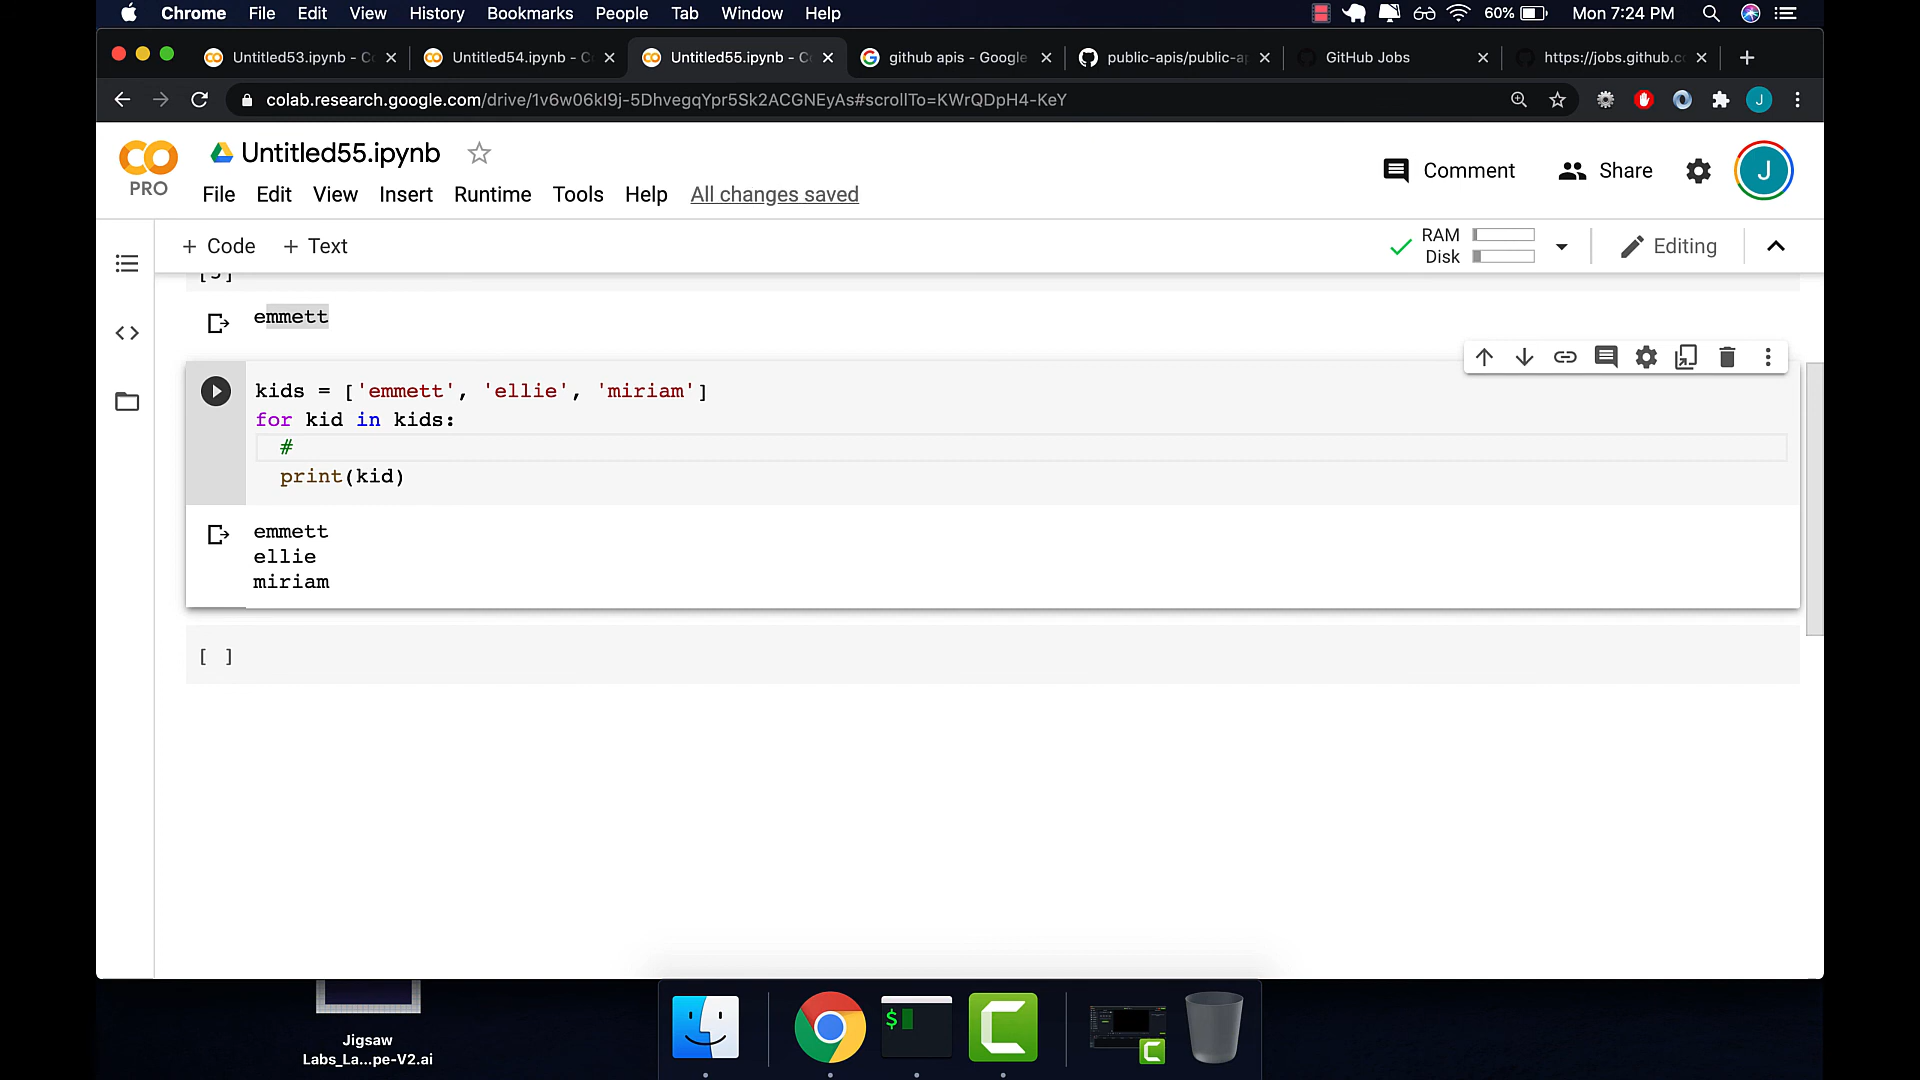 Chrome File Edit View History Bookmarks People Tab Window Help 60% Mon 7:24 PM
Untitled53.ipynb - C Untitled54.ipynb - C Untitled55.ipynb - C github apis - Google public-apis/public-ap GitHub Jobs https://jobs.github.c
colab.research.google.com/drive/1v6w06kI9j-5DhvegqYpr5Sk2ACGNEyAs#scrollTo=KWrQDpH4-KeY J
PRO Untitled55.ipynb Comment Share J
File Edit View Insert Runtime Tools Help All changes saved
+ Code + Text RAM Disk Editing
emmett
kids = ['emmett', 'ellie', 'miriam']
for kid in kids:
#
print(kid)
emmett
ellie
miriam
[ ]
$
Jigsaw
Labs_La...pe-V2.ai